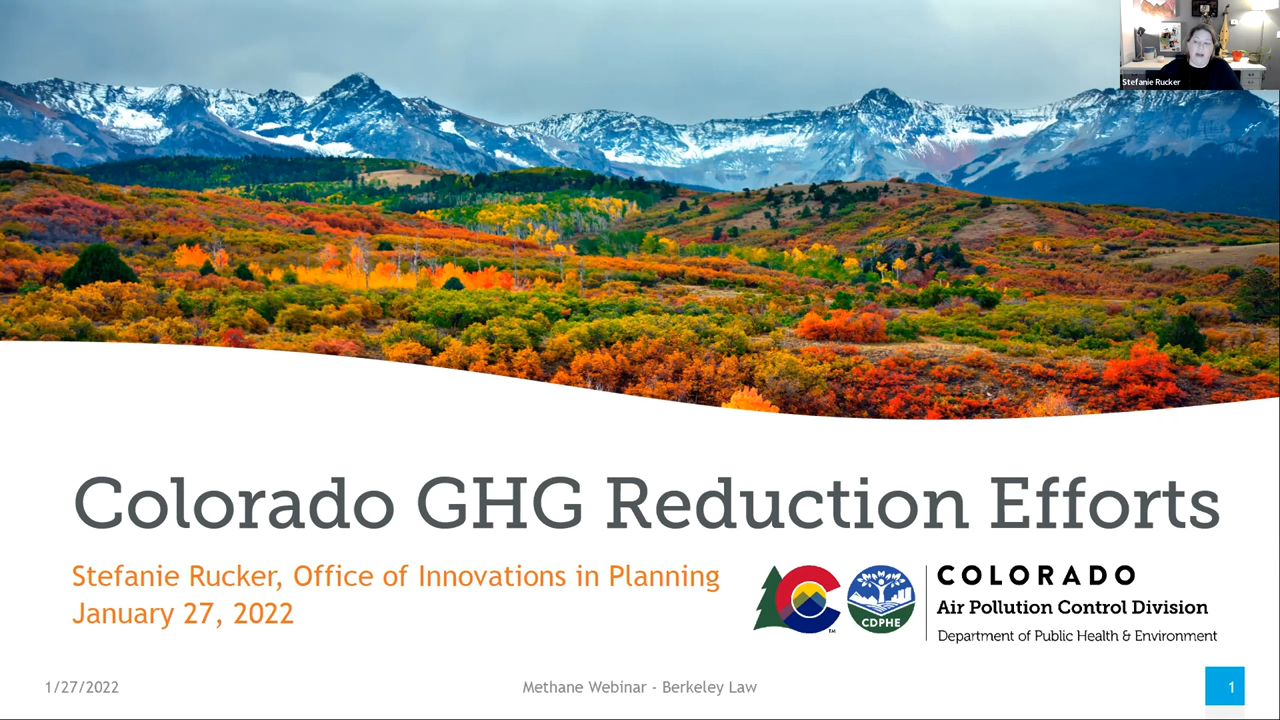 Stefanie Rucker
Colorado GHG Reduction Efforts
Stefanie Rucker, Office of Innovations in Planning
January 27, 2022
TM
CDPHE
COLORADO
Air Pollution Control Division
Department of Public Health & Environment
1/27/2022
Methane Webinar - Berkeley Law
1